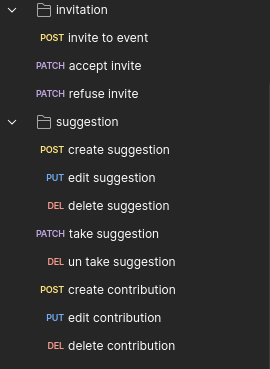 invitation
POST invite to event
PATCH accept invite
PATCH refuse invite
suggestion
POST create suggestion
PUT edit suggestion
DEL delete suggestion
PATCH take suggestion
DEL un take suggestion
POST create contribution
PUT edit contribution
DEL delete contribution